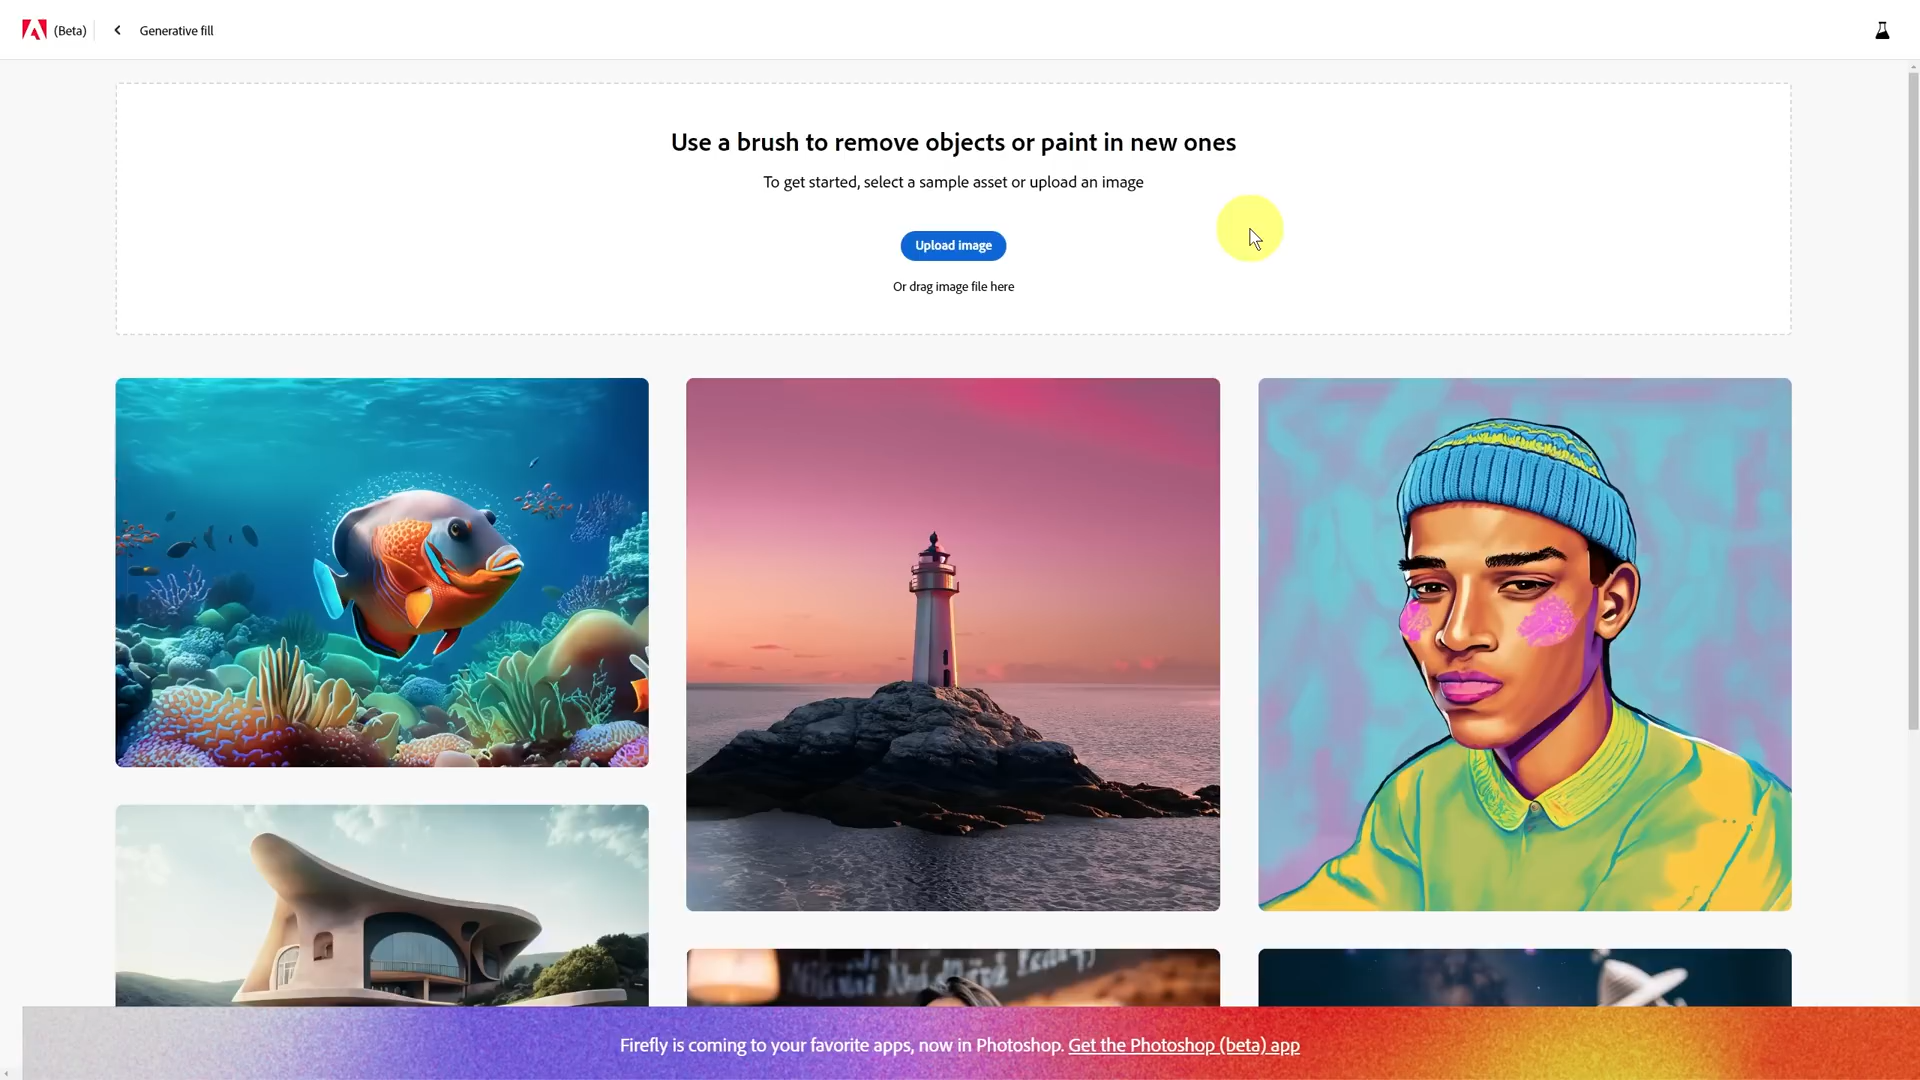 (Beta)
Generative fill
Use a brush to remove objects or paint in new ones
To get started, select a sample asset or upload an image
Upload image
Or drag image file here
Firefly is coming to your favorite apps, now in Photoshop. Get the Photoshop (beta) app